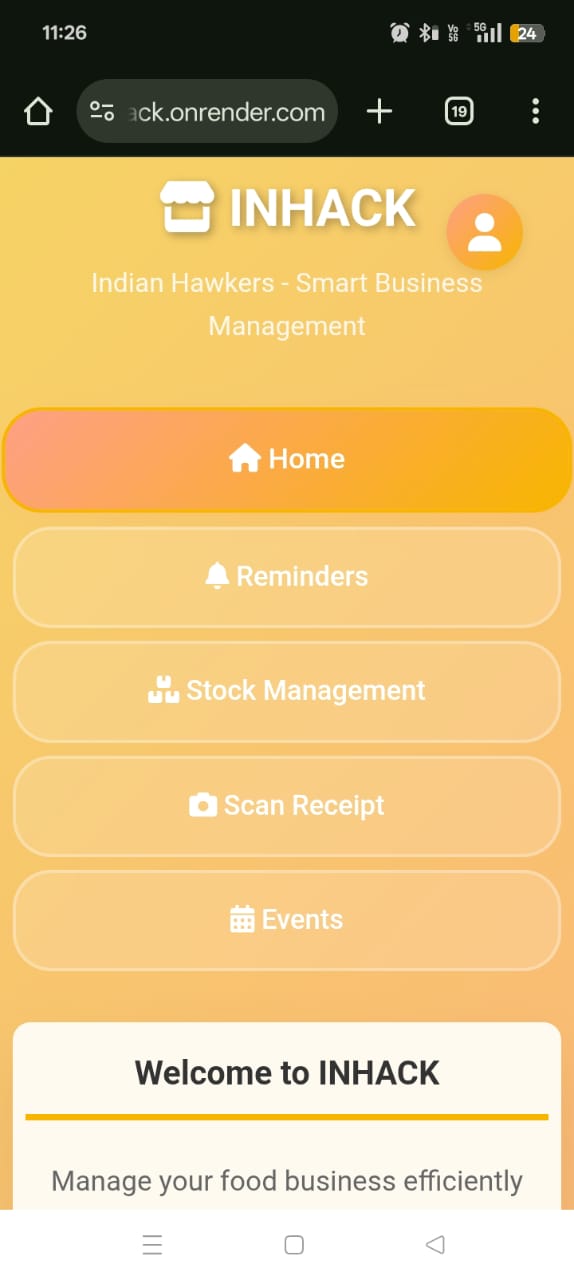 11:26
Vo 5G
5G
24
ack.onrender.com
19
INHACK
Indian Hawkers - Smart Business
Management
Home
Reminders
Stock Management
Scan Receipt
Events
Welcome to INHACK
Manage your food business efficiently